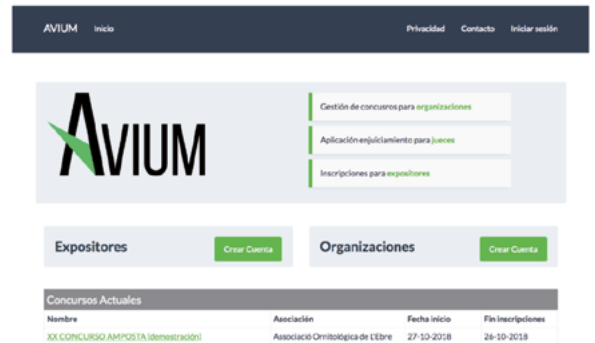 AVIUM Inicio Privacidad Contacto Iniciar sesión
AVIUM
Gestión de concusros para organizaciones
Aplicación enjuiciamiento para jueces
Inscripciones para expositores
Expositores Crear Cuenta Organizaciones Crear Cuenta
Concursos Actuales
Nombre Asociación Fecha inicio Fin inscripciones
XX CONCURSO AMPOSTA (demostración) Associació Ornitológica de L'Ebre 27-10-2018 26-10-2018